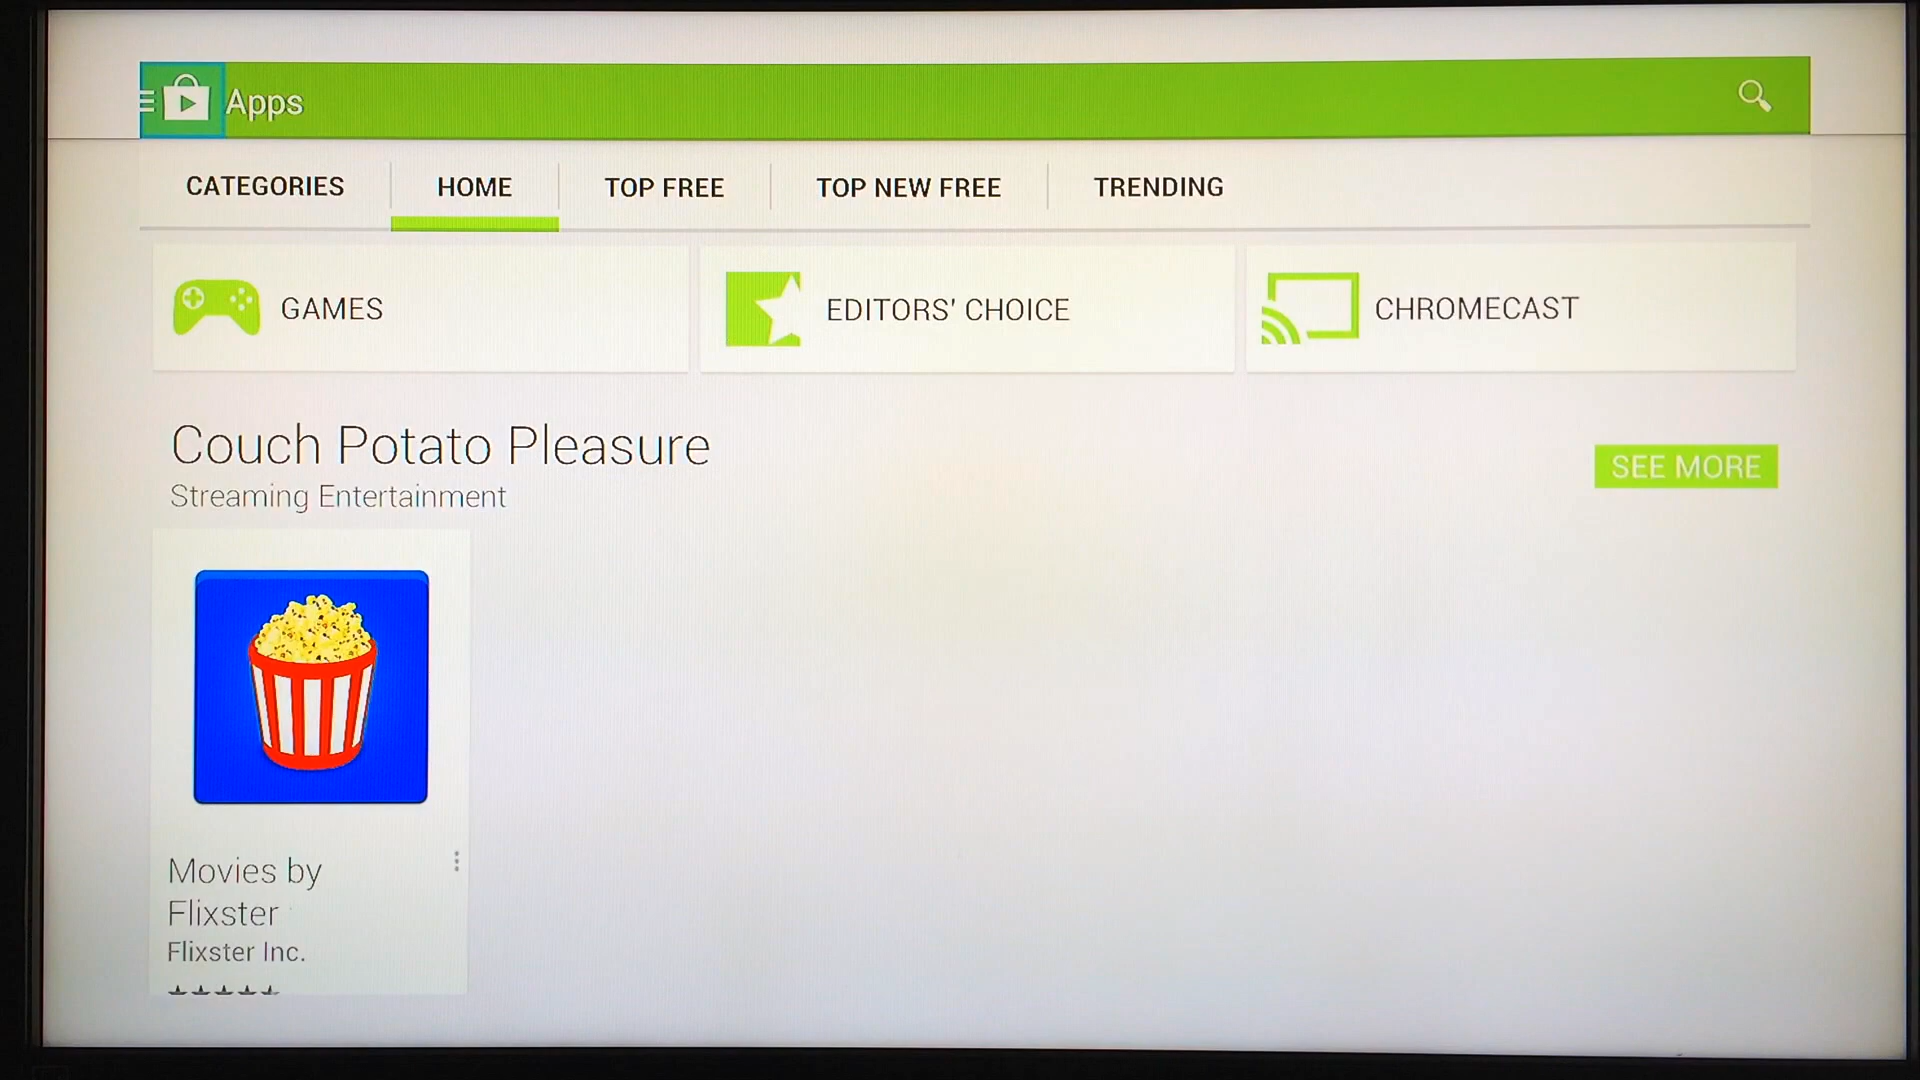 Apps
CATEGORIES
HOME
TOP FREE
TOP NEW FREE
TRENDING
GAMES
EDITORS' CHOICE
CHROMECAST
Couch Potato Pleasure
Streaming Entertainment
SEE MORE
Movies by
Flixster
Flixster Inc.